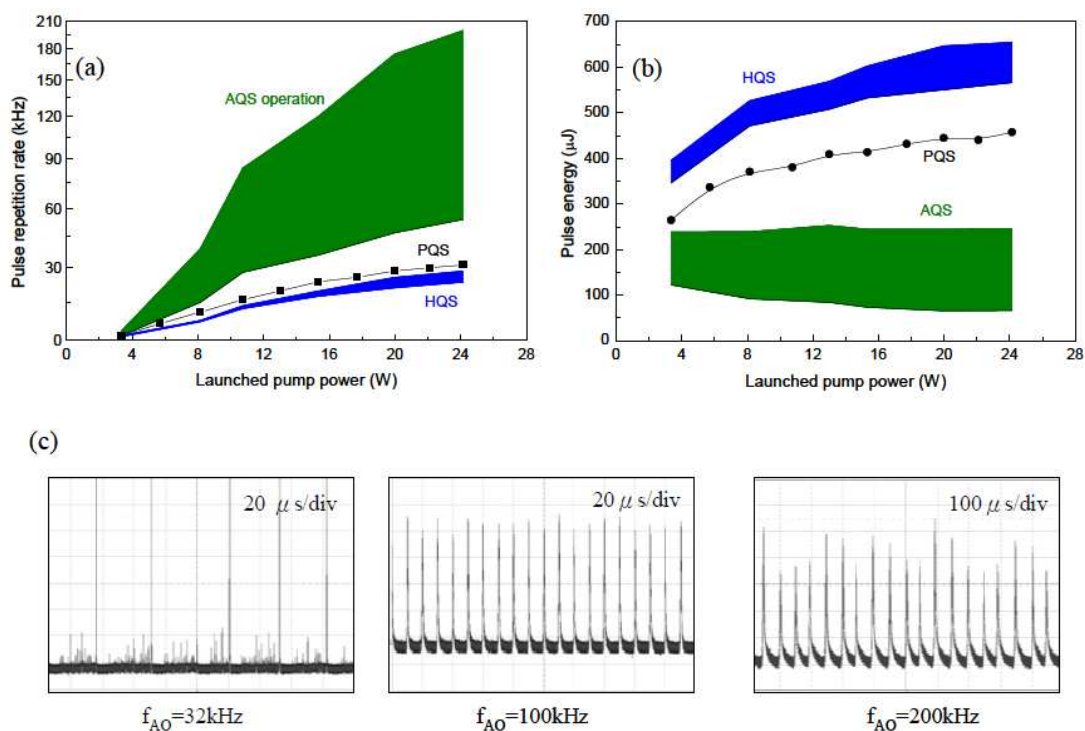 (a)
Pulse repetition rate (kHz)
210
180
150
120
90
60
30
0
AQS operation
PQS
HQS
0 4 8 12 16 20 24 28
Launched pump power (W)
(b)
Pulse energy (μJ)
700
600
500
400
300
200
100
0
HQS
PQS
AQS
0 4 8 12 16 20 24 28
Launched pump power (W)
(c)
20 μs/div
20 μs/div
100 μs/div
fAO=32kHz
fAO=100kHz
fAO=200kHz